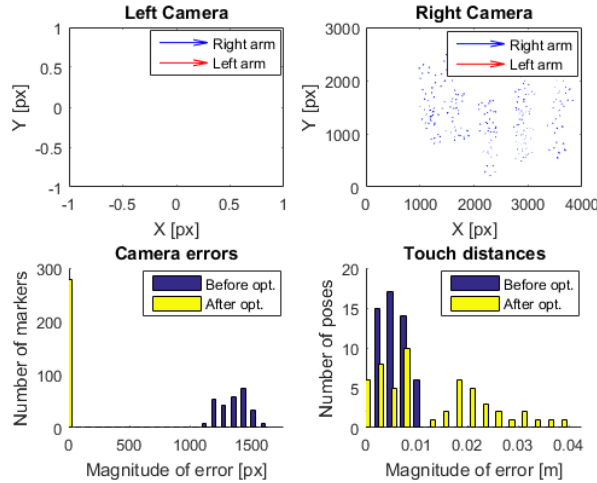 Left Camera
Right arm
Left arm
Y [px]
1
0.5
0
-0.5
-1
-1
-0.5
0
0.5
1
X [px]
Right Camera
Right arm
Left arm
Y [px]
3000
2000
1000
0
0
1000
2000
3000
4000
X [px]
Camera errors
Before opt.
After opt.
Number of markers
300
200
100
0
0
500
1000
1500
Magnitude of error [px]
Touch distances
Before opt.
After opt.
Number of poses
20
15
10
5
0
0
0.01
0.02
0.03
0.04
Magnitude of error [m]